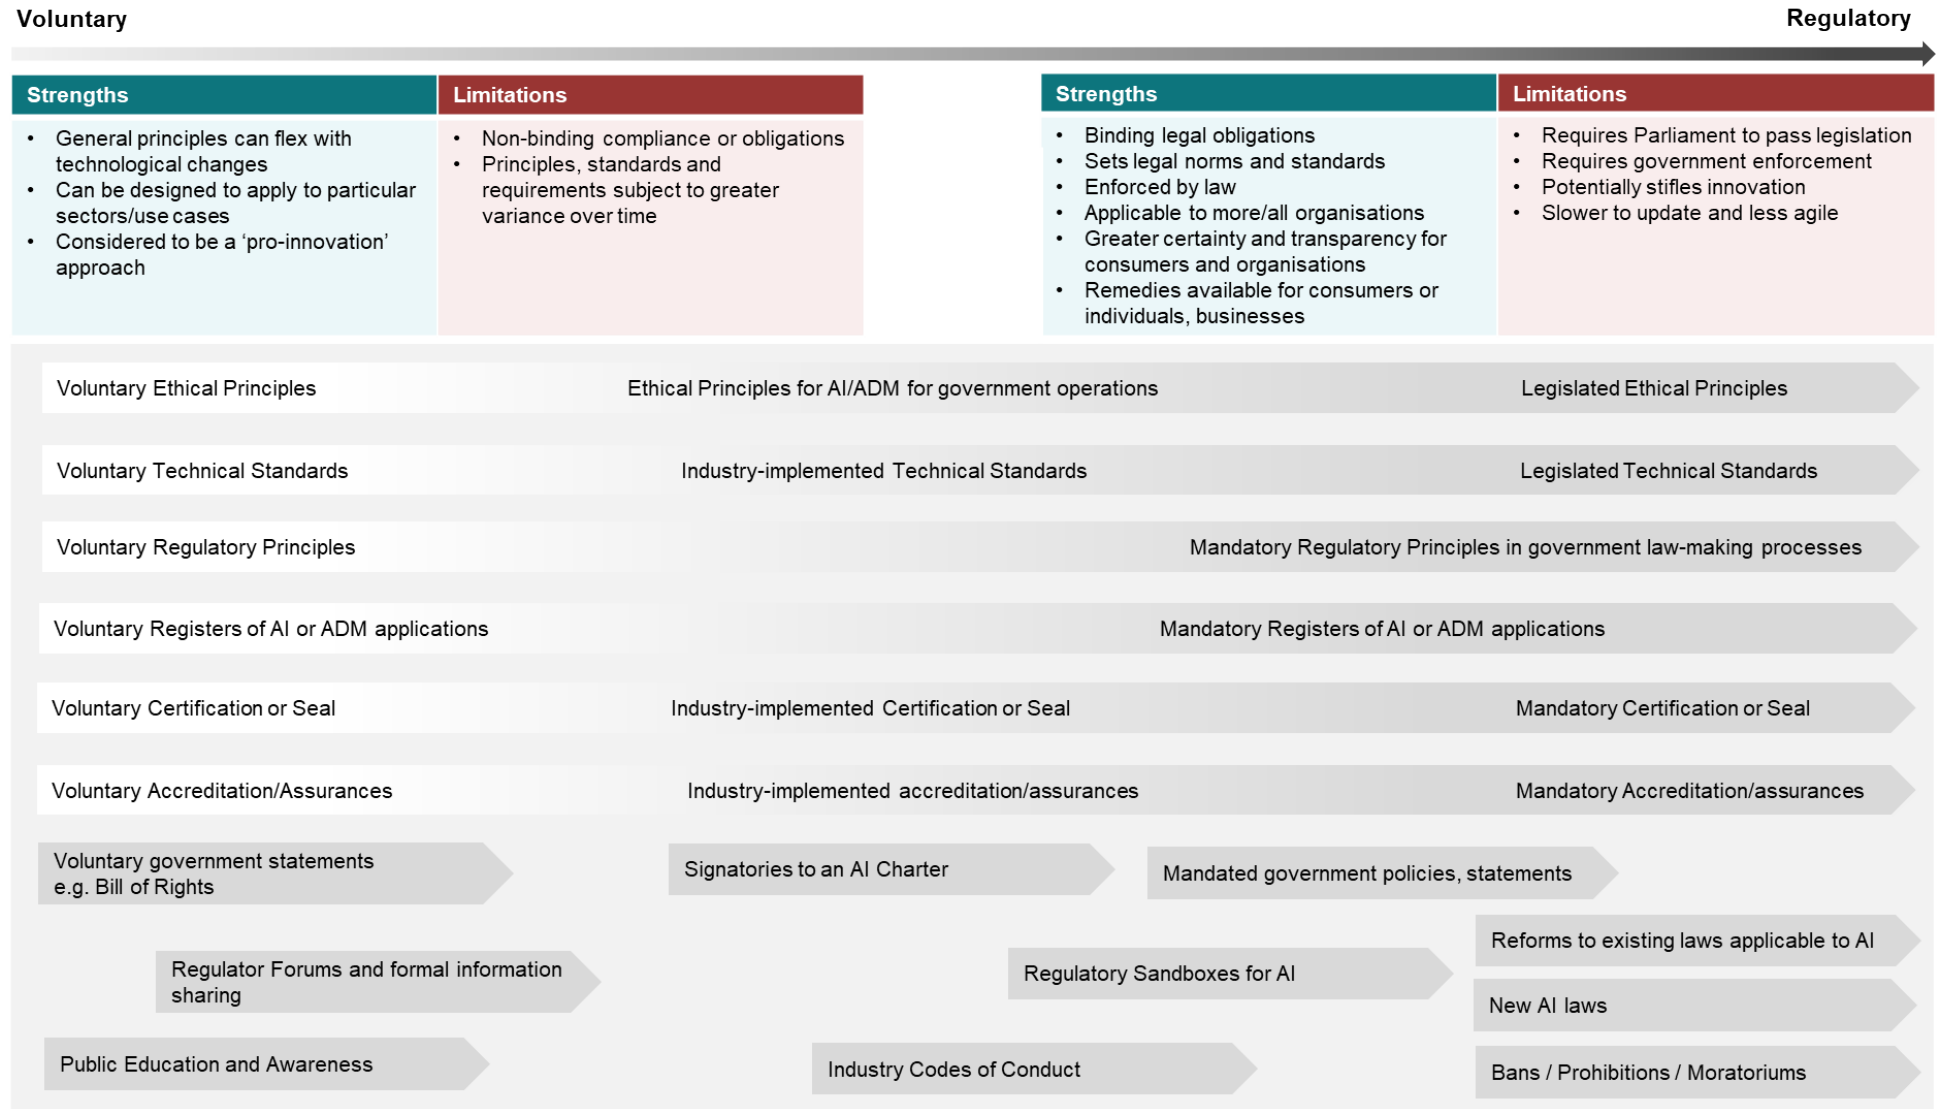 Voluntary
Regulatory
Strengths
Limitations
• General principles can flex with
technological changes
• Can be designed to apply to particular
sectors/use cases
• Considered to be a ‘pro-innovation’
approach
• Non-binding compliance or obligations
• Principles, standards and
requirements subject to greater
variance over time
Strengths
Limitations
• Binding legal obligations
• Sets legal norms and standards
• Enforced by law
• Applicable to more/all organisations
• Greater certainty and transparency for
consumers and organisations
• Remedies available for consumers or
individuals, businesses
• Requires Parliament to pass legislation
• Requires government enforcement
• Potentially stifles innovation
• Slower to update and less agile
Voluntary Ethical Principles
Ethical Principles for AI/ADM for government operations
Legislated Ethical Principles
Voluntary Technical Standards
Industry-implemented Technical Standards
Legislated Technical Standards
Voluntary Regulatory Principles
Mandatory Regulatory Principles in government law-making processes
Voluntary Registers of AI or ADM applications
Mandatory Registers of AI or ADM applications
Voluntary Certification or Seal
Industry-implemented Certification or Seal
Mandatory Certification or Seal
Voluntary Accreditation/Assurances
Industry-implemented accreditation/assurances
Mandatory Accreditation/assurances
Voluntary government statements
e.g. Bill of Rights
Signatories to an AI Charter
Mandated government policies, statements
Reforms to existing laws applicable to AI
Regulator Forums and formal information
sharing
Regulatory Sandboxes for AI
New AI laws
Public Education and Awareness
Industry Codes of Conduct
Bans / Prohibitions / Moratoriums